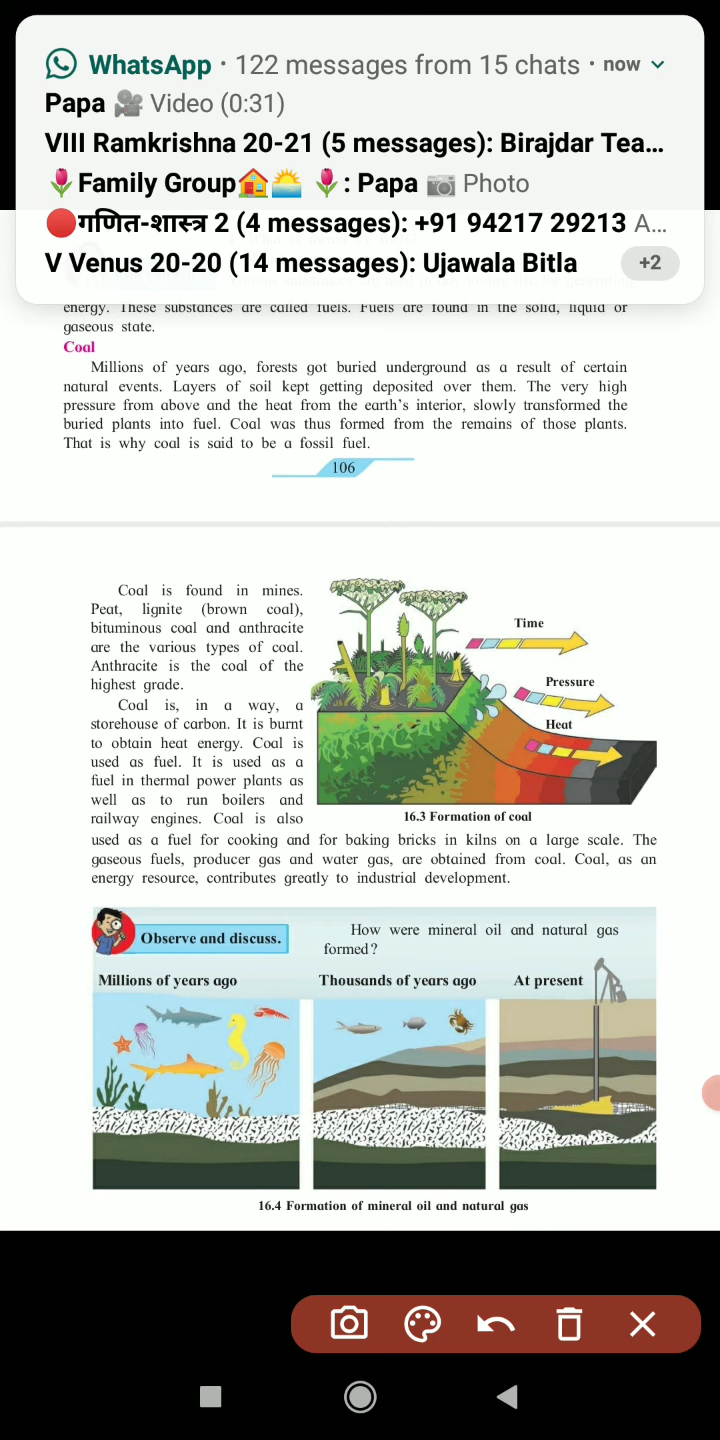 WhatsApp · 122 messages from 15 chats · now
Papa 🎥 Video (0:31)
VIII Ramkrishna 20-21 (5 messages): Birajdar Tea...
🌷Family Group🏠🌅 🌷: Papa 📷 Photo
🔴गणित-शास्त्र 2 (4 messages): +91 94217 29213 A...
V Venus 20-20 (14 messages): Ujawala Bitla +2
energy. These substances are called fuels. Fuels are found in the solid, liquid or
gaseous state.
Coal
Millions of years ago, forests got buried underground as a result of certain
natural events. Layers of soil kept getting deposited over them. The very high
pressure from above and the heat from the earth's interior, slowly transformed the
buried plants into fuel. Coal was thus formed from the remains of those plants.
That is why coal is said to be a fossil fuel.
106
Coal is found in mines.
Peat, lignite (brown coal),
bituminous coal and anthracite
are the various types of coal.
Anthracite is the coal of the
highest grade.
Coal is, in a way, a
storehouse of carbon. It is burnt
to obtain heat energy. Coal is
used as fuel. It is used as a
fuel in thermal power plants as
well as to run boilers and
railway engines. Coal is also
Time
Pressure
Heat
16.3 Formation of coal
used as a fuel for cooking and for baking bricks in kilns on a large scale. The
gaseous fuels, producer gas and water gas, are obtained from coal. Coal, as an
energy resource, contributes greatly to industrial development.
Observe and discuss.
How were mineral oil and natural gas
formed?
Millions of years ago
Thousands of years ago
At present
16.4 Formation of mineral oil and natural gas